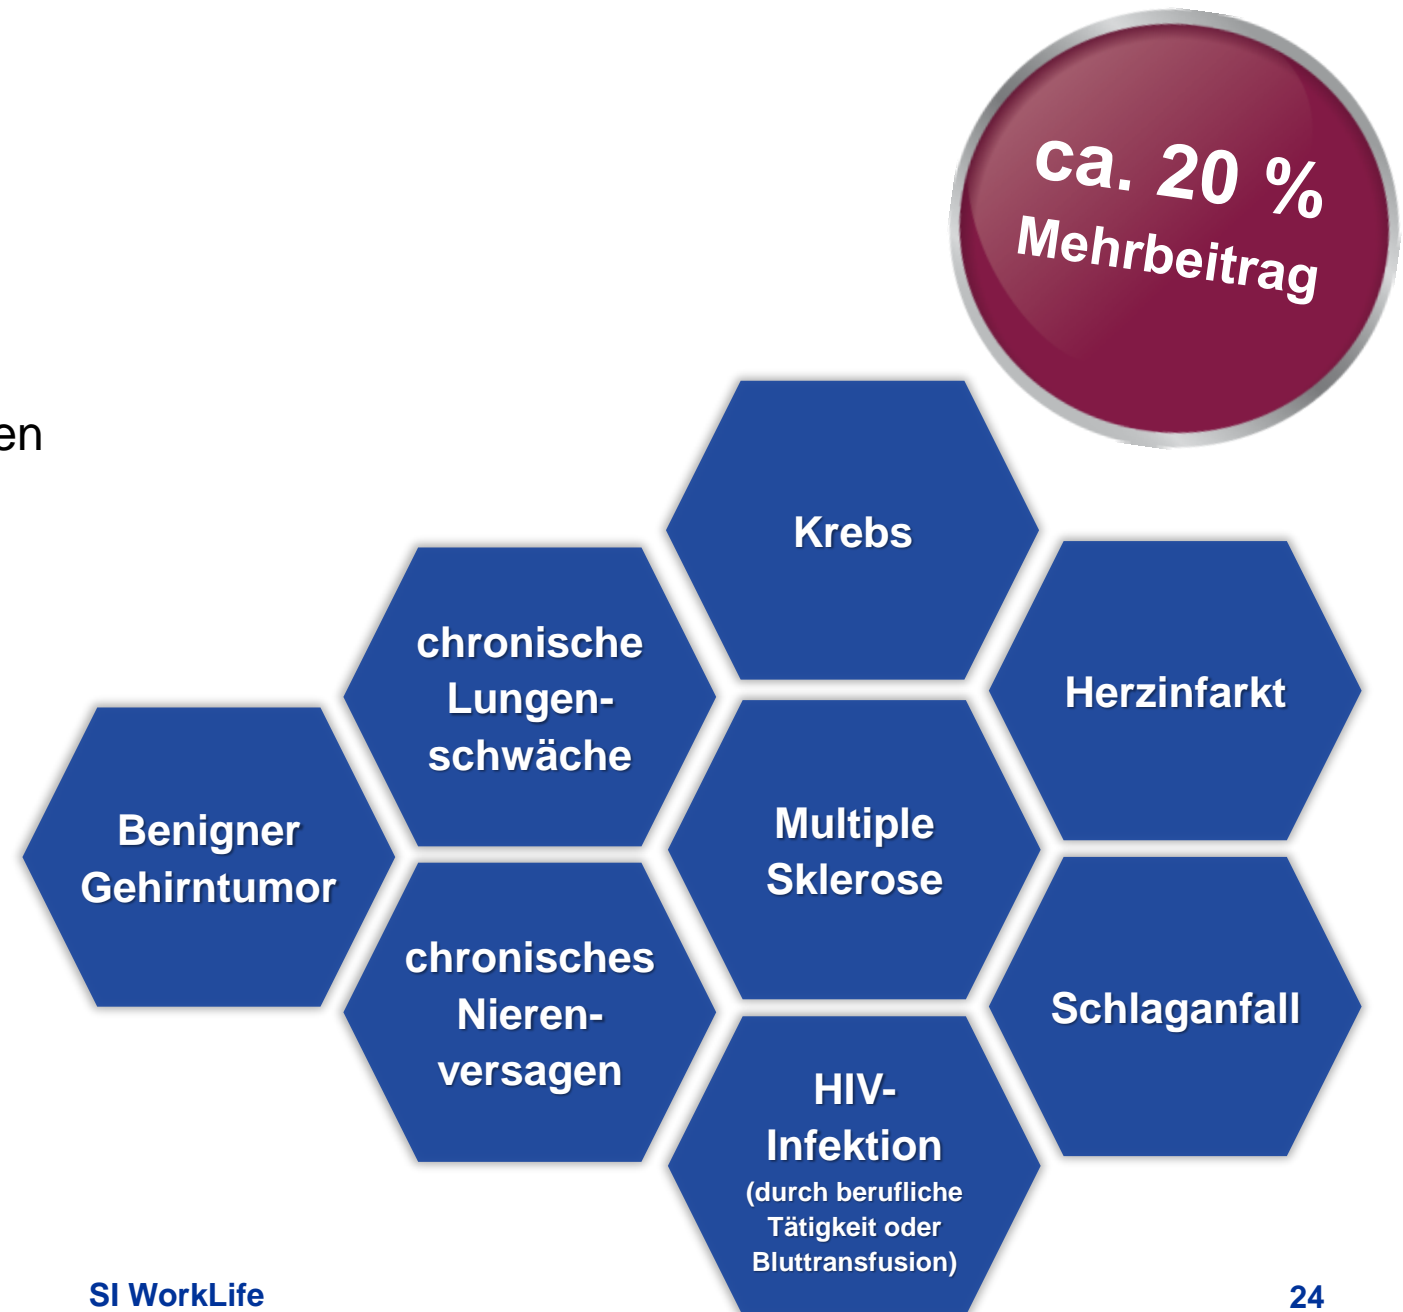 ca. 20 %
Mehrbeitrag
en
Krebs
chronische
Lungen-
schwäche
Herzinfarkt
Benigner
Gehirntumor
Multiple
Sklerose
chronisches
Nieren-
versagen
Schlaganfall
HIV-
Infektion
(durch berufliche
Tätigkeit oder
Bluttransfusion)
SI WorkLife
24